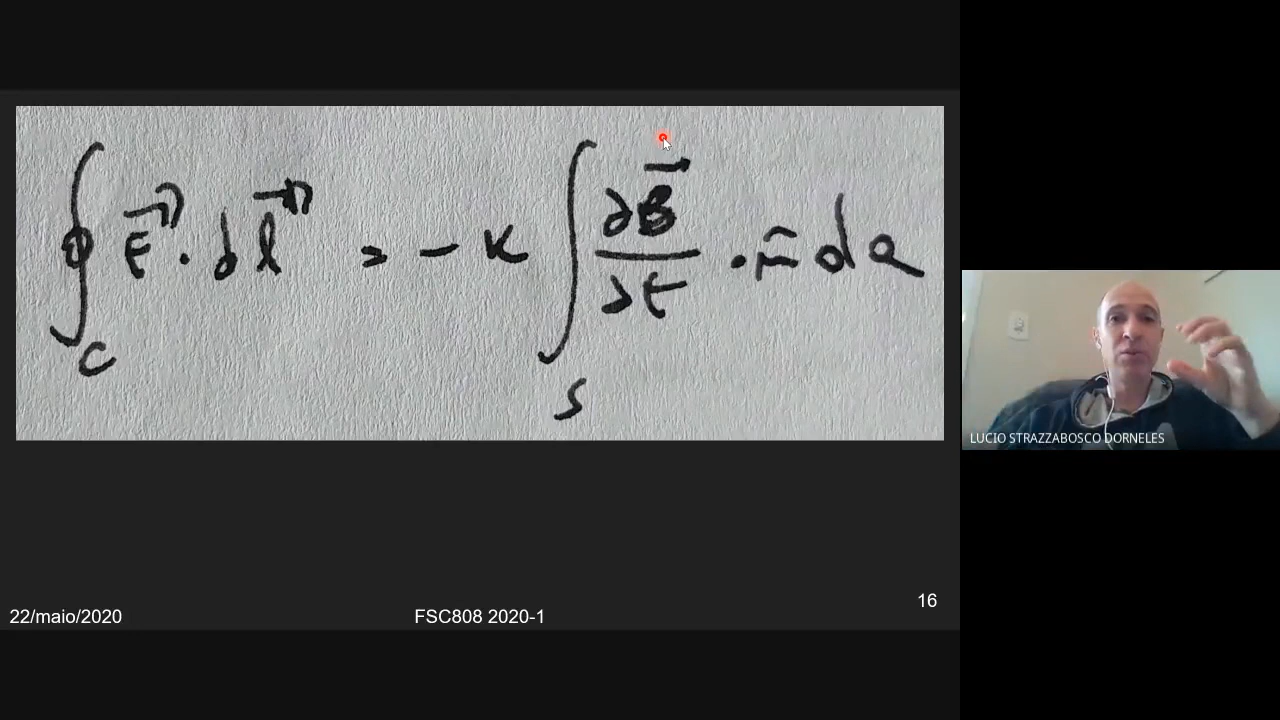 ∮_C E⃗ · dl⃗ = - κ ∫_S ∂B⃗/∂t · n̂ da
LUCIO STRAZZABOSCO DORNELES
16
22/maio/2020 FSC808 2020-1